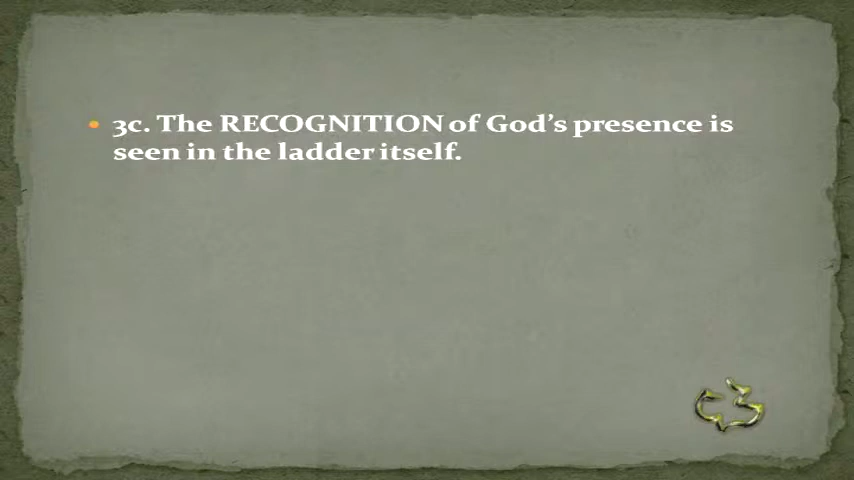 • 3c. The RECOGNITION of God's presence is
seen in the ladder itself.